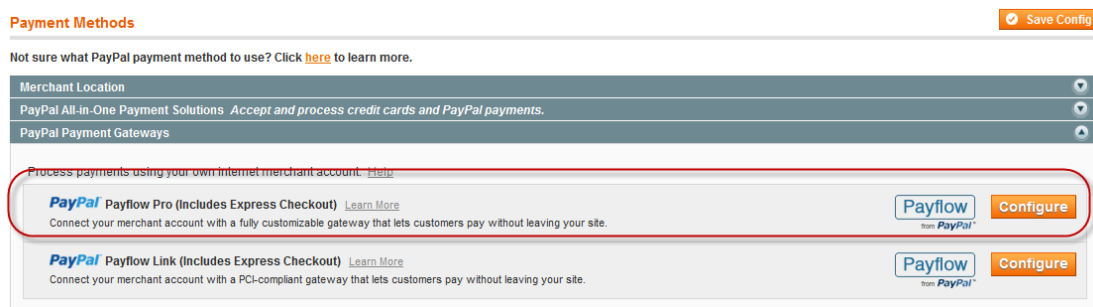 Payment Methods
Save Config
Not sure what PayPal payment method to use? Click here to learn more.
Merchant Location
PayPal All-in-One Payment Solutions Accept and process credit cards and PayPal payments.
PayPal Payment Gateways
Process payments using your own internet merchant account. Help
PayPal Payflow Pro (Includes Express Checkout) Learn More
Connect your merchant account with a fully customizable gateway that lets customers pay without leaving your site.
Payflow
from PayPal
Configure
PayPal Payflow Link (Includes Express Checkout) Learn More
Connect your merchant account with a PCI-compliant gateway that lets customers pay without leaving your site.
Payflow
from PayPal
Configure